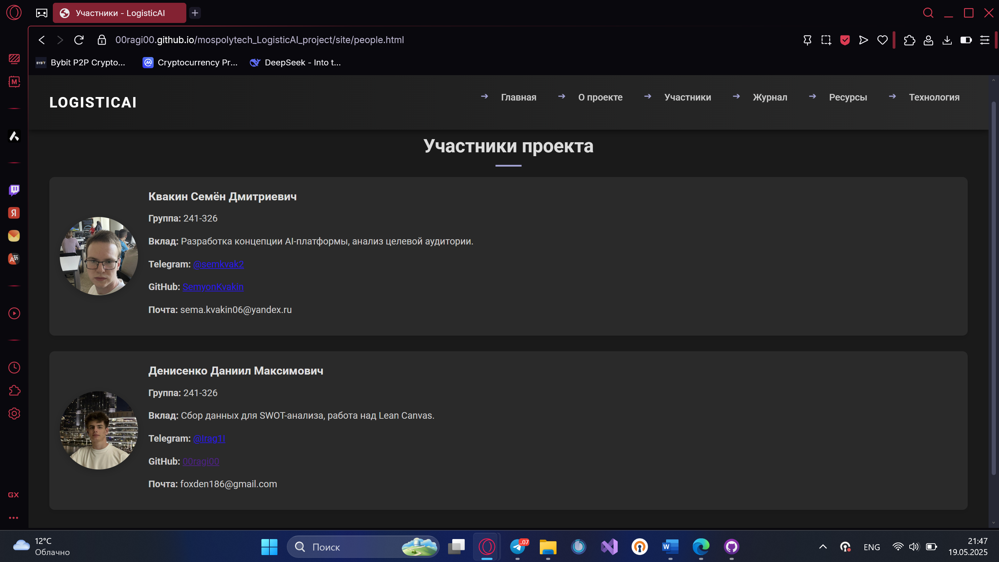 Участники - LogisticAI
00ragi00.github.io/mospolytech_LogisticAI_project/site/people.html
BYBIT Bybit P2P Crypto...
Cryptocurrency Pr...
DeepSeek - Into t...
LOGISTICAI
Главная
О проекте
Участники
Журнал
Ресурсы
Технология
Участники проекта
Квакин Семён Дмитриевич
Группа: 241-326
Вклад: Разработка концепции AI-платформы, анализ целевой аудитории.
Telegram: @semkvak2
GitHub: SemyonKvakin
Почта: sema.kvakin06@yandex.ru
Денисенко Даниил Максимович
Группа: 241-326
Вклад: Сбор данных для SWOT-анализа, работа над Lean Canvas.
Telegram:
GitHub: 00ragi00
Почта: foxden186@gmail.com
M
Я
GX
12°C
Облачно
Поиск
..07
W
ENG
21:47
19.05.2025